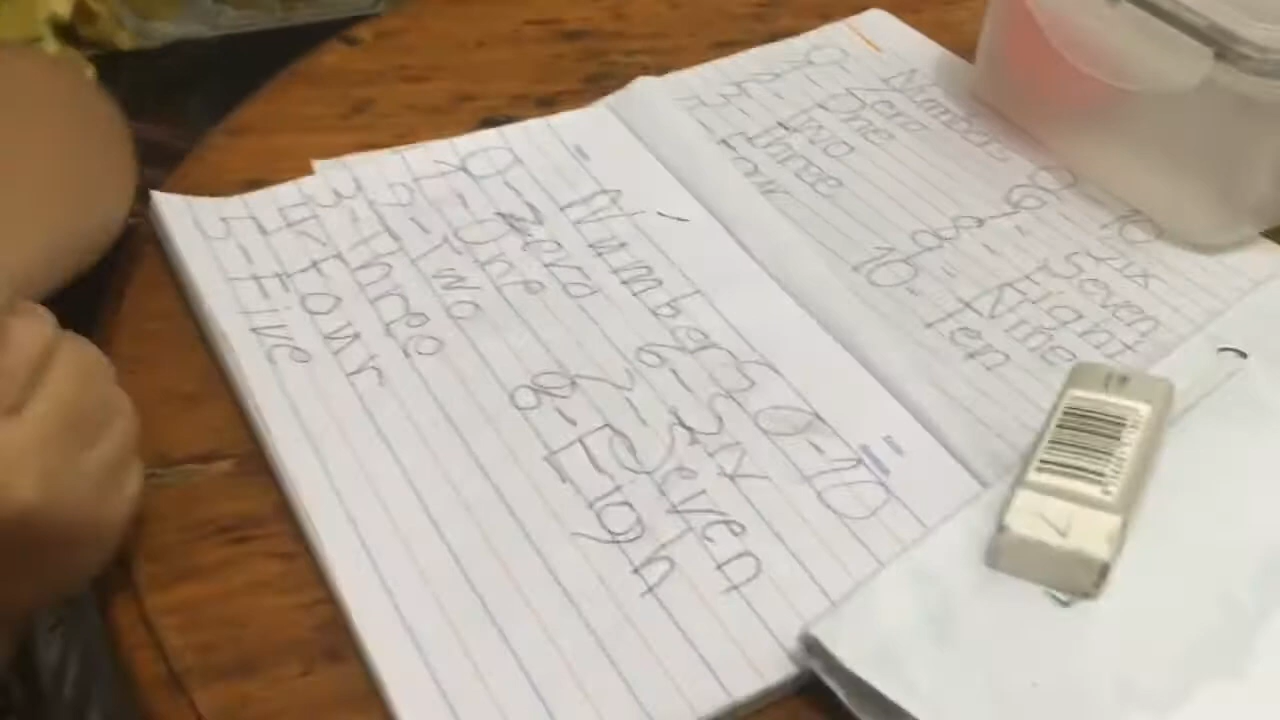 Numbers 0-10
0- Zero
1- One
2- Two
3- Three
4- Four
5- Five
6- Six
7- Seven
8- Eigh
Numbers 0 10
0- Zero
1- One
2- Two
3- Three
6- Six
7- Seven
8- Eight
9- Nine
10- Ten